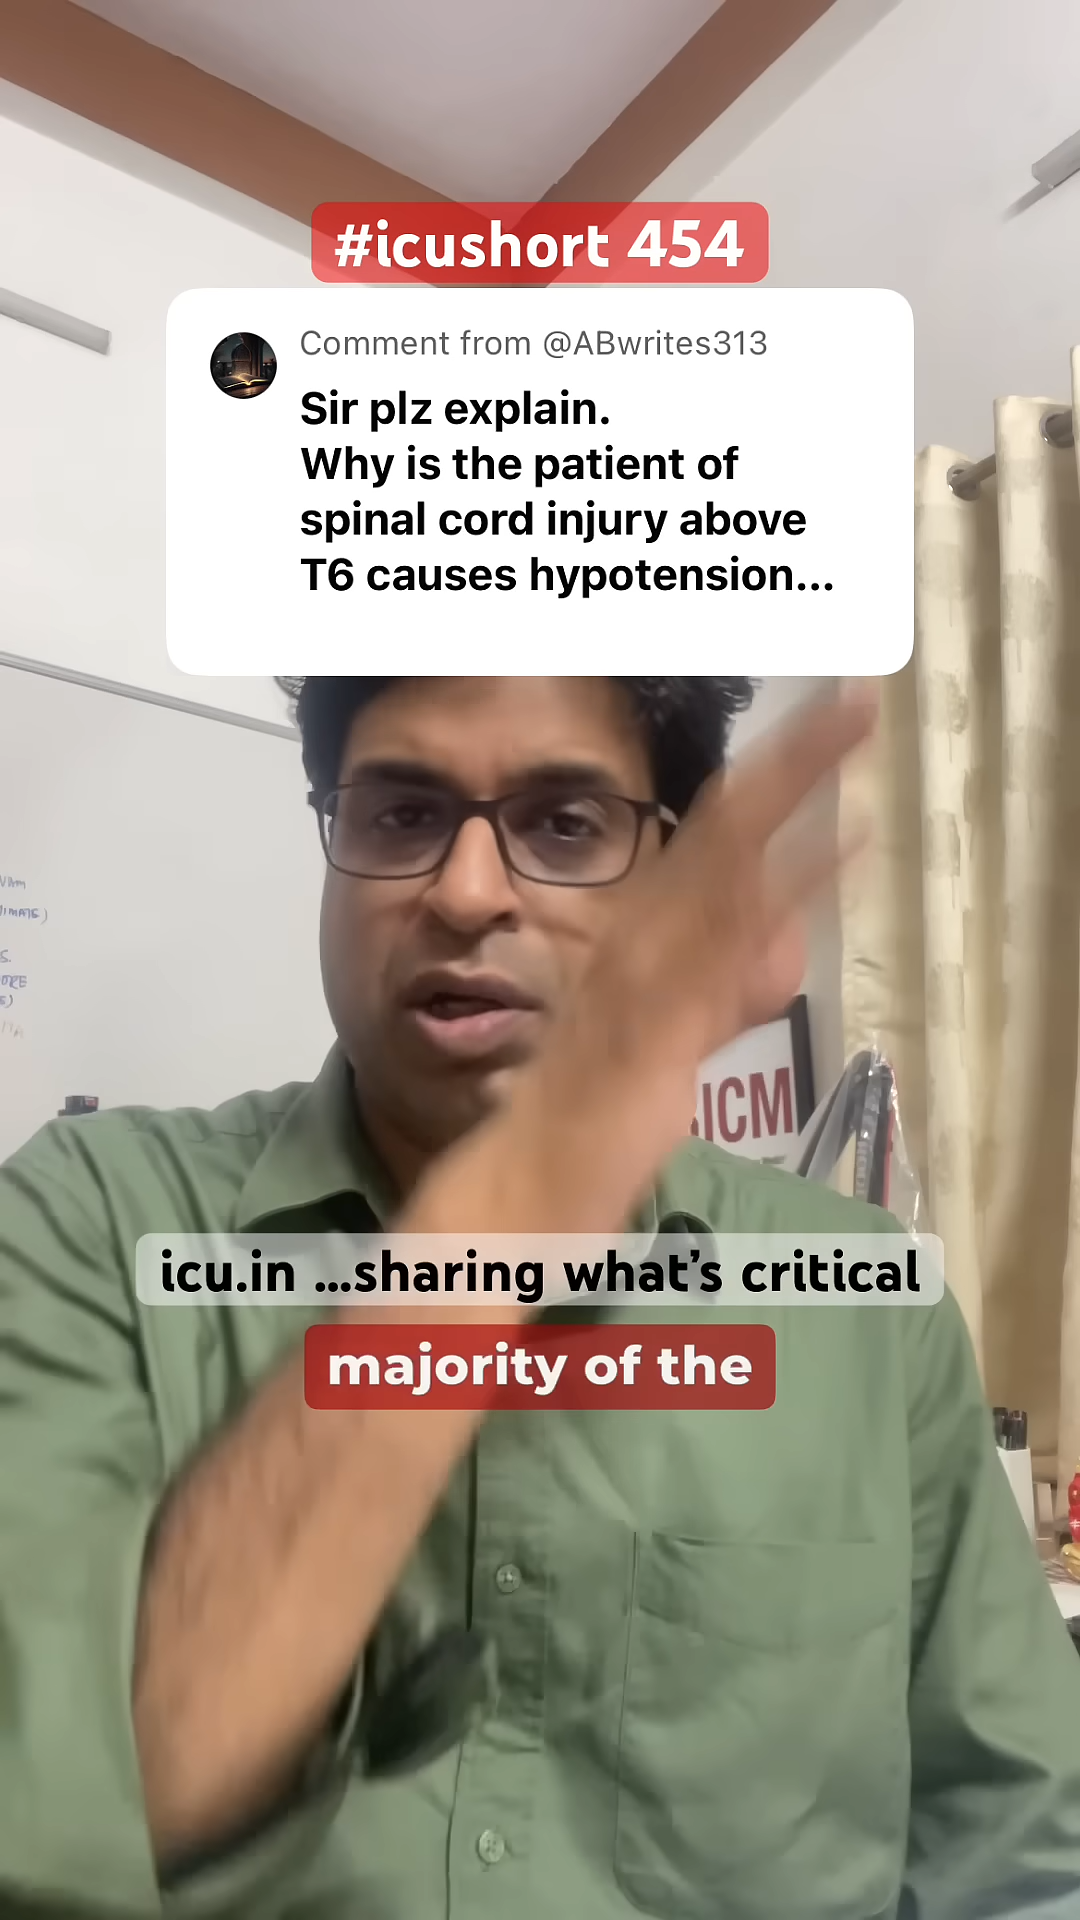 #icushort 454
Comment from @ABwrites313
Sir plz explain.
Why is the patient of
spinal cord injury above
T6 causes hypotension...
ICM
icu.in ...sharing what's critical
majority of the